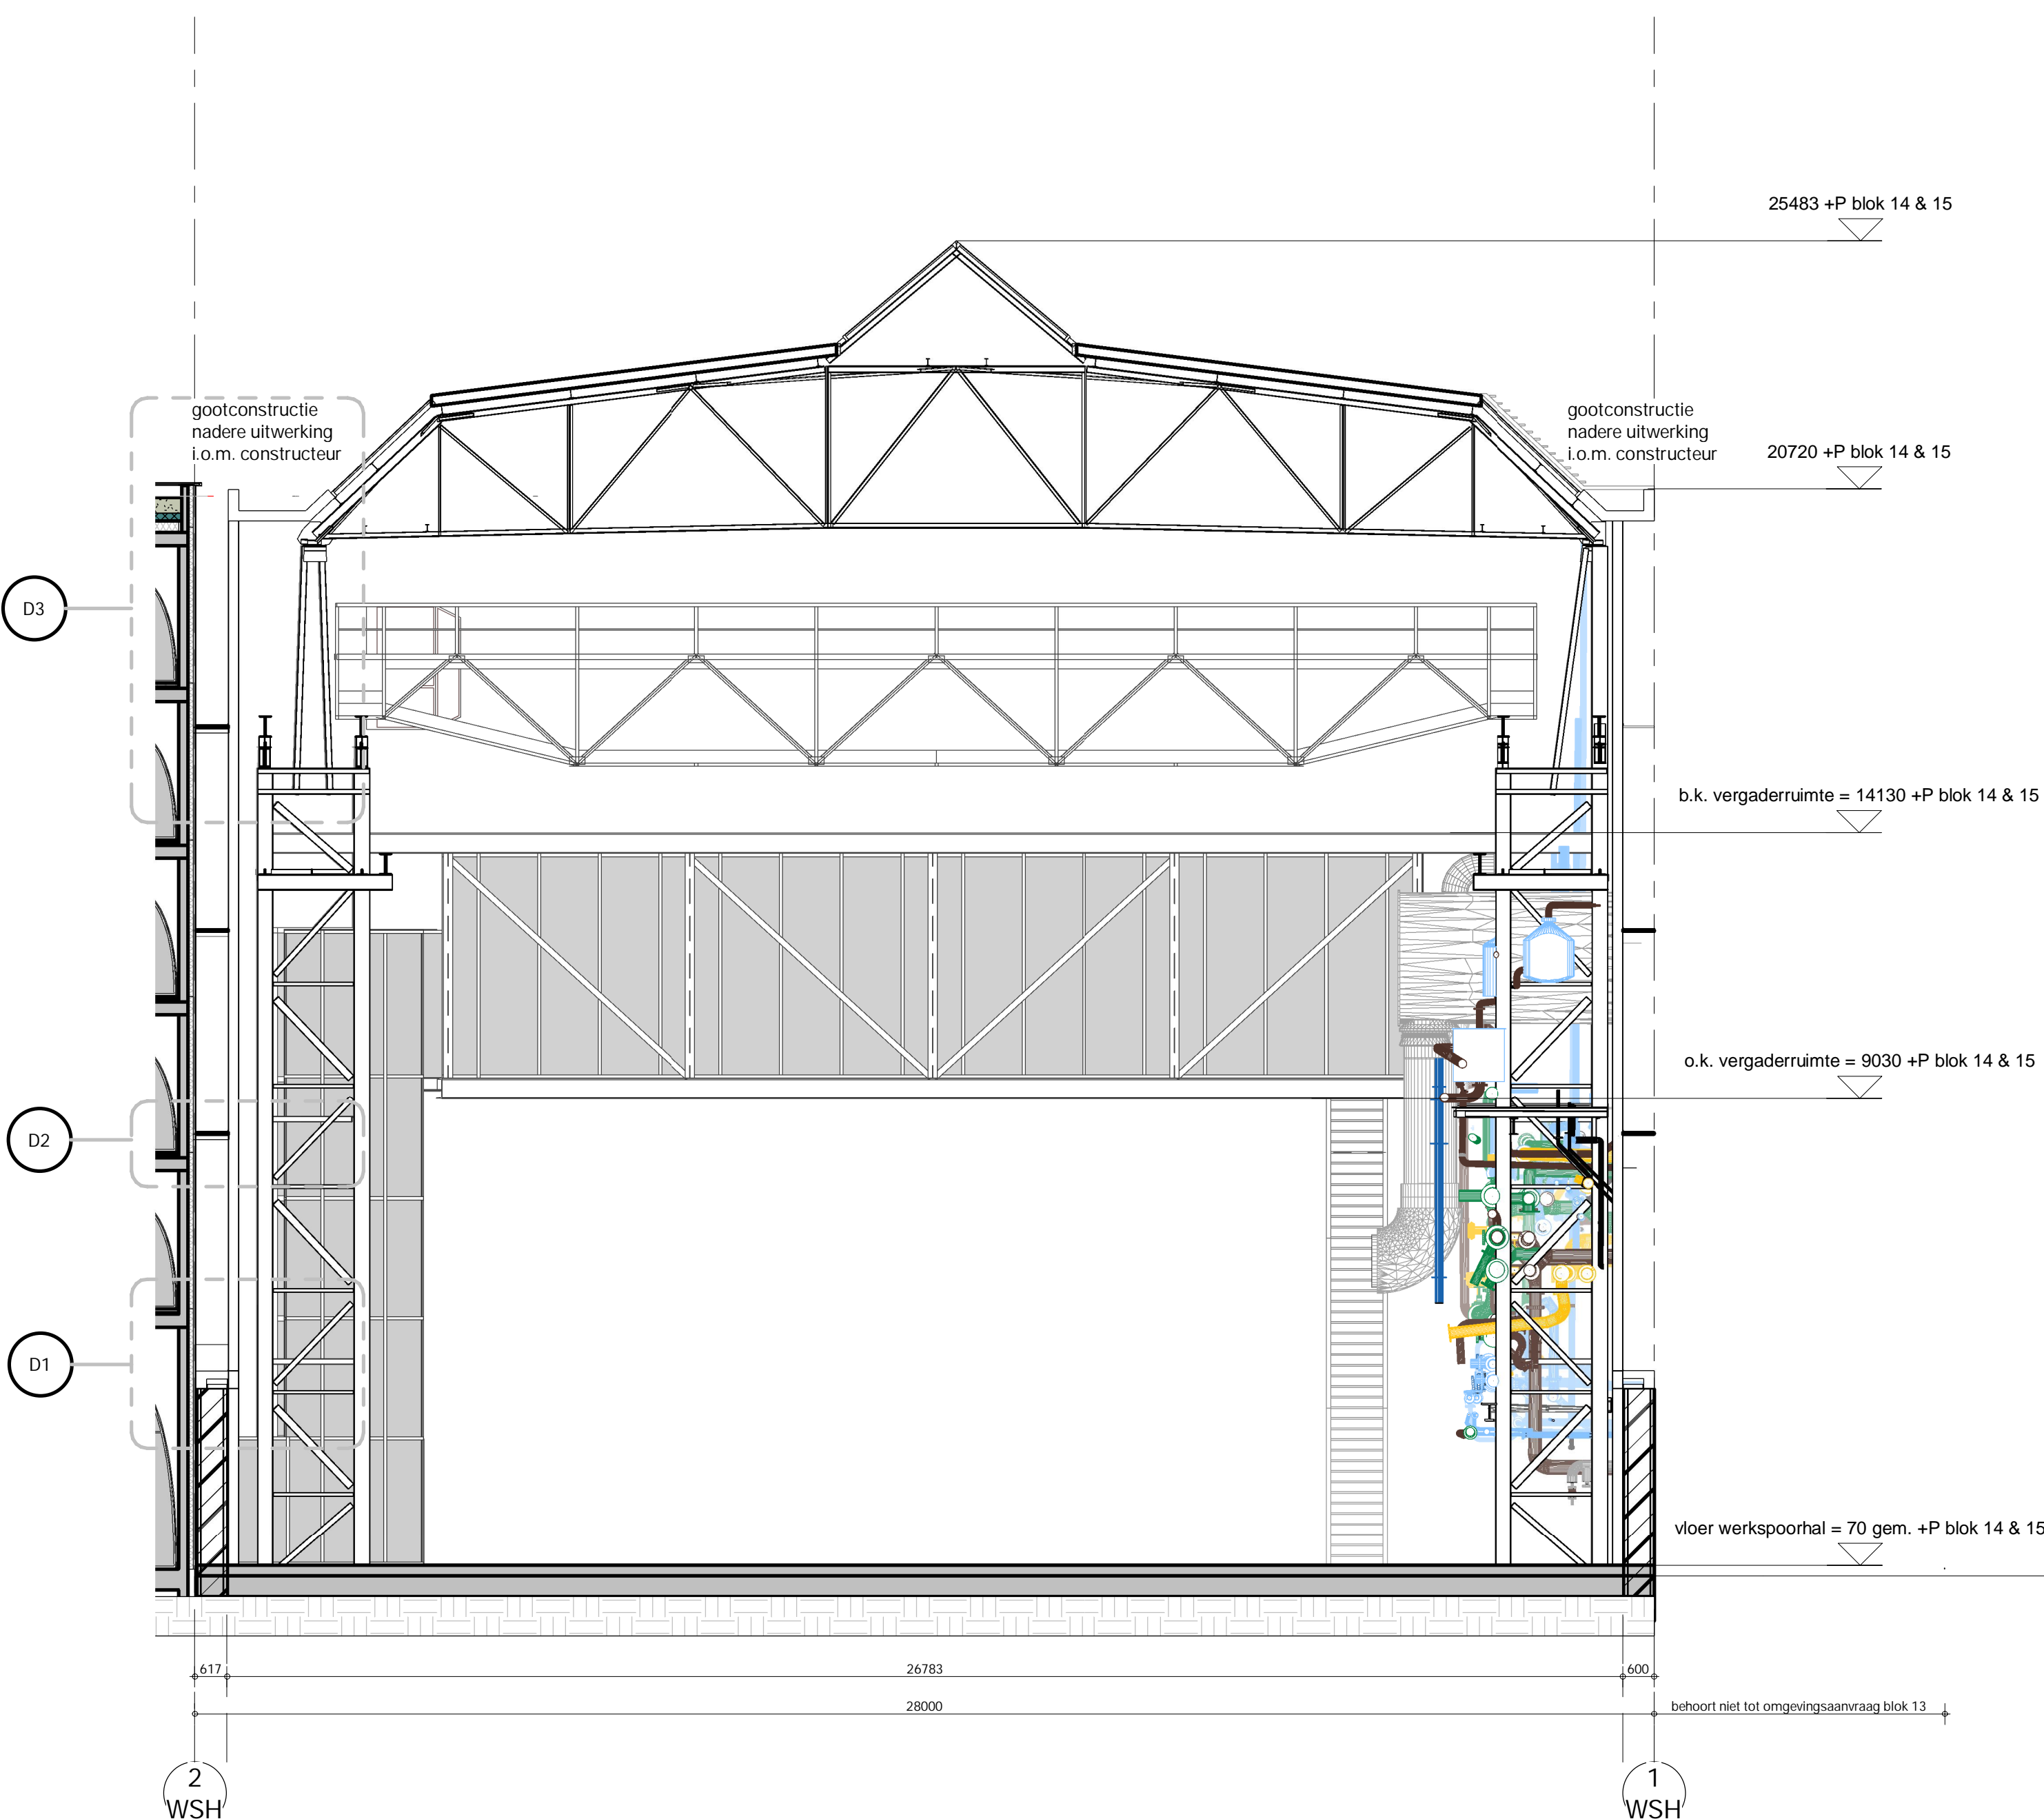 25483 +P blok 14 & 15
gootconstructie
nadere uitwerking
i.o.m. constructeur
gootconstructie
nadere uitwerking
i.o.m. constructeur
20720 +P blok 14 & 15
D3
b.k. vergaderruimte = 14130 +P blok 14 & 15
o.k. vergaderruimte = 9030 +P blok 14 & 15
D2
D1
vloer werkspoorhal = 70 gem. +P blok 14 & 15
617
26783
600
28000
behoort niet tot omgevingsaanvraag blok 13
2
WSH
1
WSH